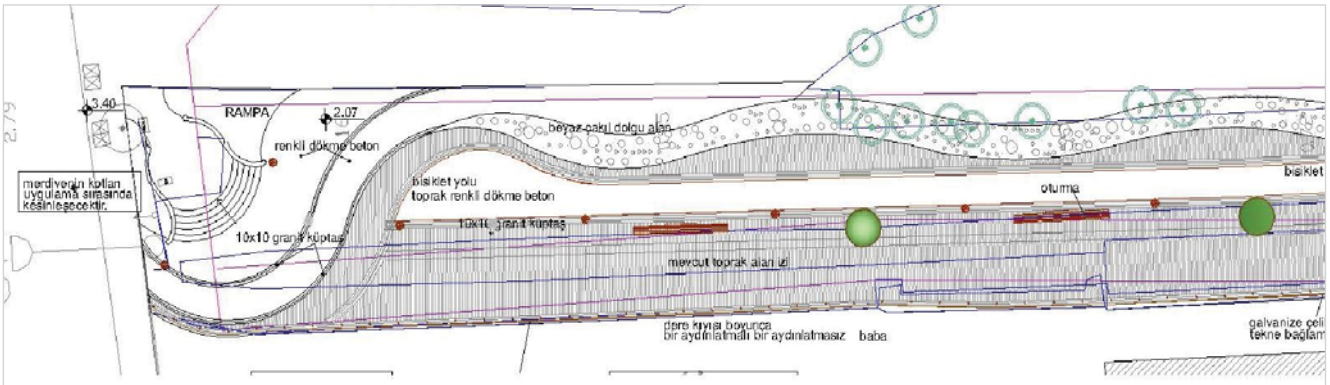 2.79
3.40
RAMPA
2.07
renkli dökme beton
beyaz çakıl dolgu alan
merdivenin kotları
uygulama sırasında
kesinleşecektir.
bisiklet yolu
toprak renkli dökme beton
oturma
bisiklet
10x10 granit küptaş
10x10 granit küptaş
mevcut toprak alan izi
dere kıyısı boyunca
bir aydınlatmalı bir aydınlatmasız baba
galvanize çeli
tekne bağlam